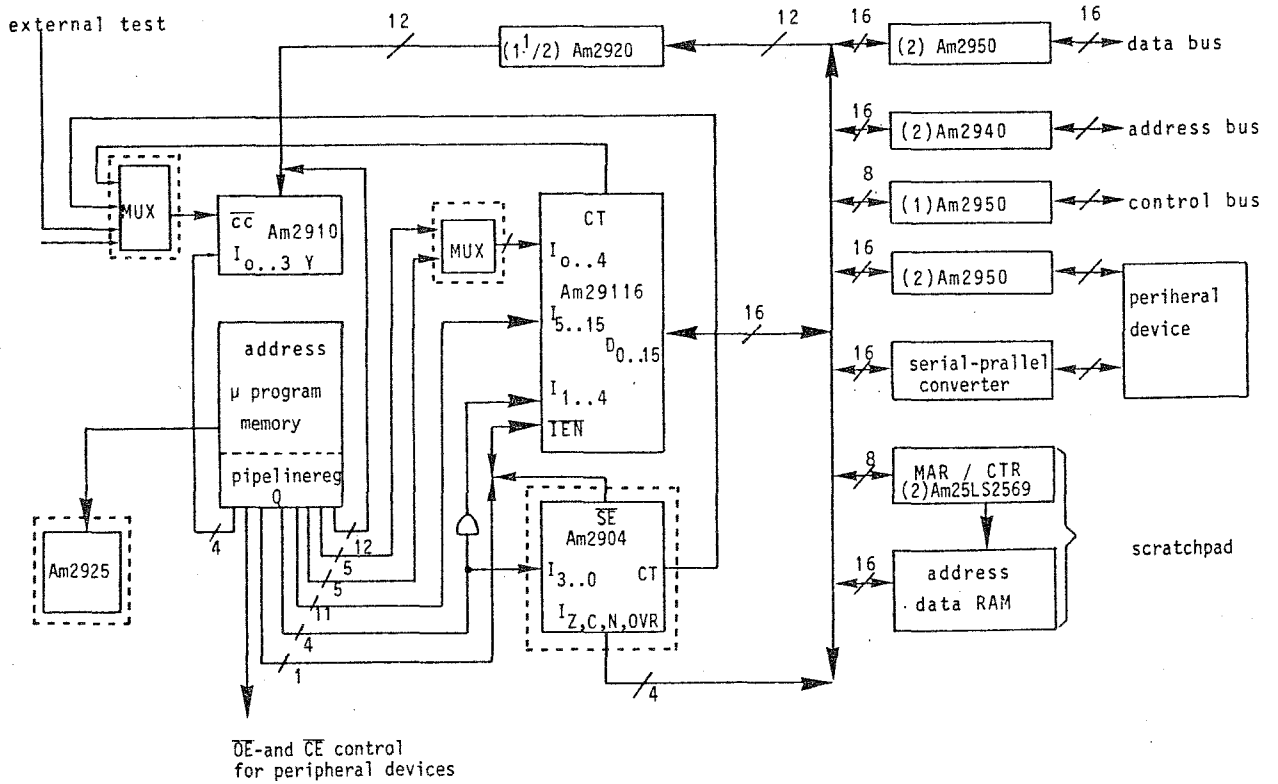 external test
12
(1 1/2) Am2920
12
16
(2) Am2950
16
data bus
16
(2)Am2940
address bus
8
(1)Am2950
control bus
16
(2)Am2950
periheral
device
16
serial-prallel
converter
8
MAR / CTR
(2)Am25LS2569
scratchpad
16
address
data RAM
MUX
CC
Am2910
I0..3 Y
MUX
CT
I0..4
Am29116
I5..15
D0..15
16
I1..4
IEN
address
µ program
memory
pipelinereg
Q
Am2925
SE
Am2904
I3..0
CT
IZ,C,N,OVR
4
4
12
5
5
11
4
1
OE-and CE control
for peripheral devices